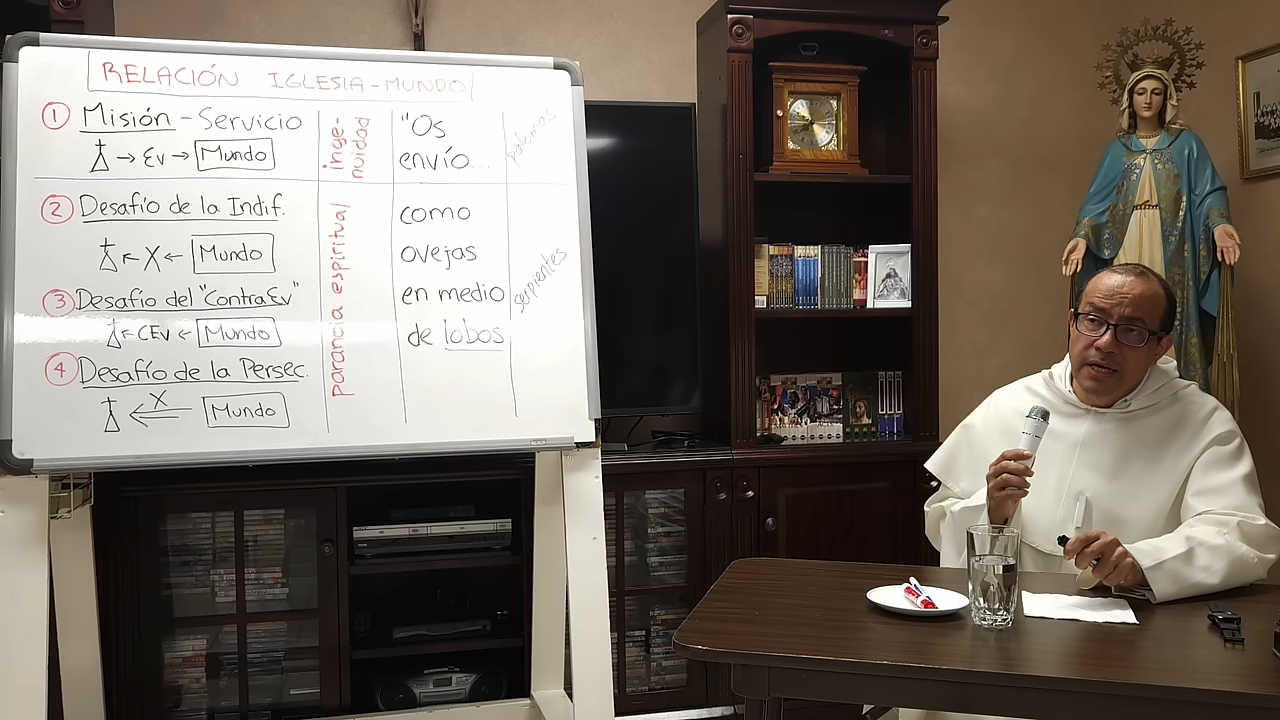 RELACIÓN IGLESIA-MUNDO
① Misión - Servicio
→ Ev → Mundo
② Desafío de la Indif.
← X ← Mundo
③ Desafío del "ContraEv"
← CEv ← Mundo
④ Desafío de la Persec.
X
← Mundo
inge-
nuidad
paranoia espiritual
"Os
envío...
como
ovejas
en medio
de lobos
palomas
serpientes